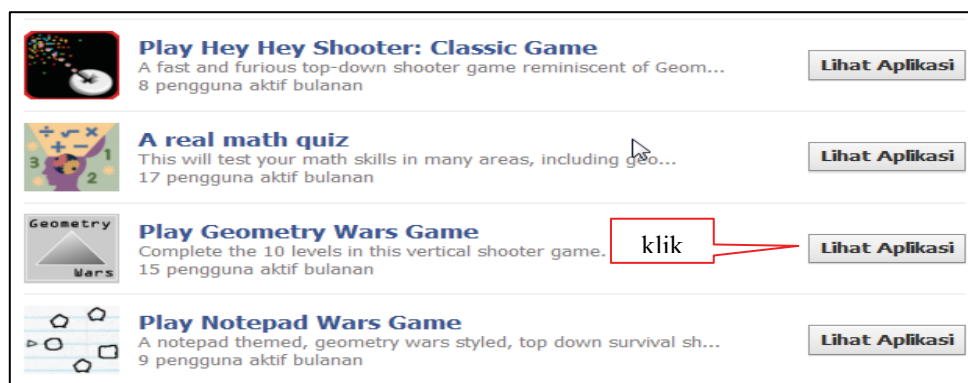 Play Hey Hey Shooter: Classic Game
A fast and furious top-down shooter game reminiscent of Geom...
8 pengguna aktif bulanan
Lihat Aplikasi
÷ √ ×
+ −
3 1
2
A real math quiz
This will test your math skills in many areas, including geo...
17 pengguna aktif bulanan
Lihat Aplikasi
Geometry
Wars
Play Geometry Wars Game
Complete the 10 levels in this vertical shooter game.
15 pengguna aktif bulanan
klik
Lihat Aplikasi
Play Notepad Wars Game
A notepad themed, geometry wars styled, top down survival sh...
9 pengguna aktif bulanan
Lihat Aplikasi